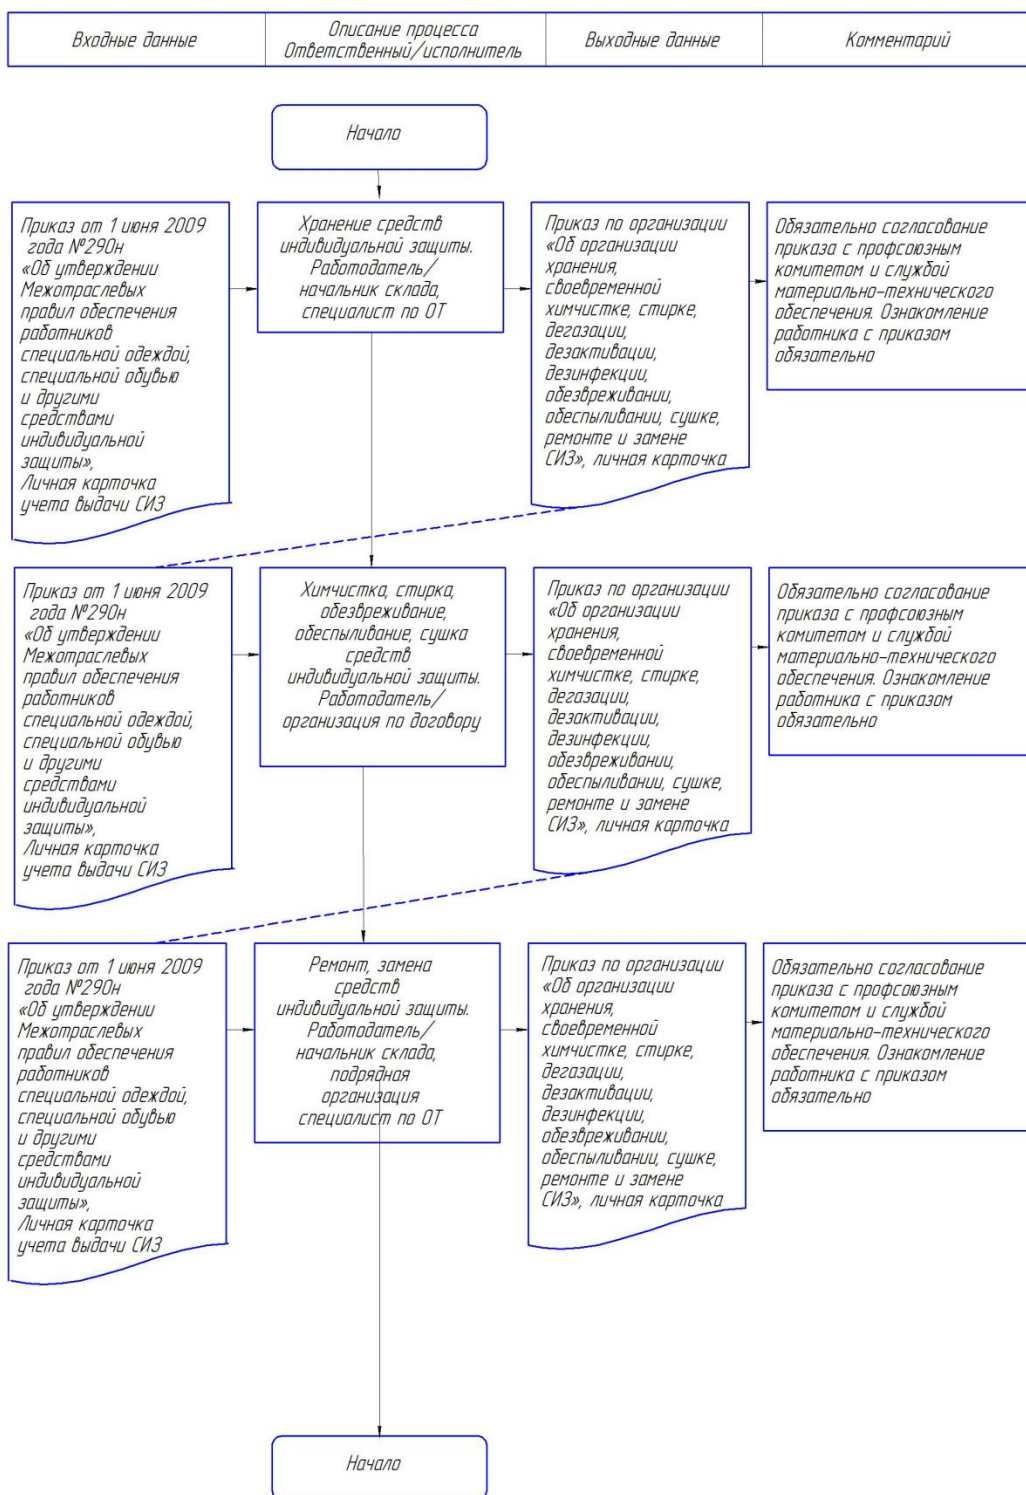 Входные данные
Описание процесса
Ответственный/исполнитель
Выходные данные
Комментарий
Начало
Приказ от 1 июня 2009
года №290н
«Об утверждении
Межотраслевых
правил обеспечения
работников
специальной одеждой,
специальной обувью
и другими
средствами
индивидуальной
защиты»,
Личная карточка
учета выдачи СИЗ
Хранение средств
индивидуальной защиты.
Работодатель/
начальник склада,
специалист по ОТ
Приказ по организации
«Об организации
хранения,
своевременной
химчистке, стирке,
дегазации,
дезактивации,
дезинфекции,
обезвреживании,
обеспыливании, сушке,
ремонте и замене
СИЗ», личная карточка
Обязательно согласование
приказа с профсоюзным
комитетом и службой
материально-технического
обеспечения. Ознакомление
работника с приказом
обязательно
Приказ от 1 июня 2009
года №290н
«Об утверждении
Межотраслевых
правил обеспечения
работников
специальной одеждой,
специальной обувью
и другими
средствами
индивидуальной
защиты»,
Личная карточка
учета выдачи СИЗ
Химчистка, стирка,
обезвреживание,
обеспыливание, сушка
средств
индивидуальной защиты.
Работодатель/
организация по договору
Приказ по организации
«Об организации
хранения,
своевременной
химчистке, стирке,
дегазации,
дезактивации,
дезинфекции,
обезвреживании,
обеспыливании, сушке,
ремонте и замене
СИЗ», личная карточка
Обязательно согласование
приказа с профсоюзным
комитетом и службой
материально-технического
обеспечения. Ознакомление
работника с приказом
обязательно
Приказ от 1 июня 2009
года №290н
«Об утверждении
Межотраслевых
правил обеспечения
работников
специальной одеждой,
специальной обувью
и другими
средствами
индивидуальной
защиты»,
Личная карточка
учета выдачи СИЗ
Ремонт, замена
средств
индивидуальной защиты.
Работодатель/
начальник склада,
подрядная
организация
специалист по ОТ
Приказ по организации
«Об организации
хранения,
своевременной
химчистке, стирке,
дегазации,
дезактивации,
дезинфекции,
обезвреживании,
обеспыливании, сушке,
ремонте и замене
СИЗ», личная карточка
Обязательно согласование
приказа с профсоюзным
комитетом и службой
материально-технического
обеспечения. Ознакомление
работника с приказом
обязательно
Начало